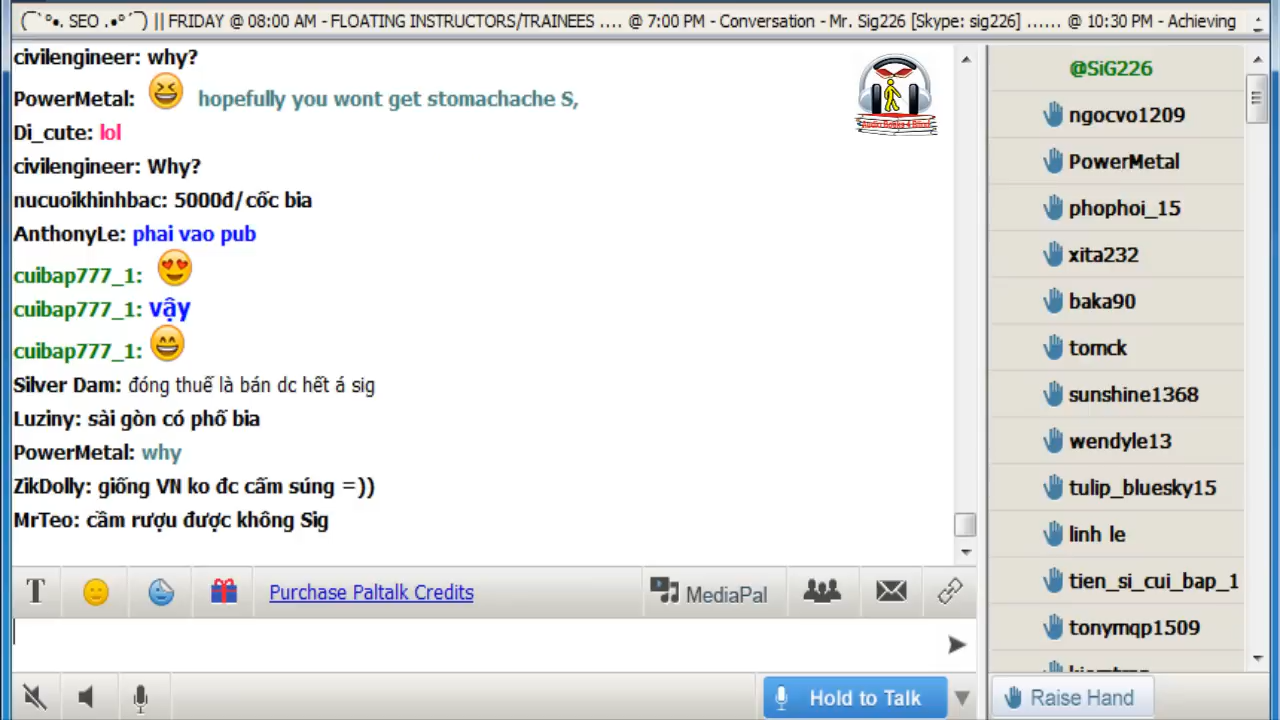 (¯`°•. SEO .•°´¯) || FRIDAY @ 08:00 AM - FLOATING INSTRUCTORS/TRAINEES .... @ 7:00 PM - Conversation - Mr. Sig226 [Skype: sig226] ...... @ 10:30 PM - Achieving
civilengineer: why?
PowerMetal: hopefully you wont get stomachache S,
Di_cute: lol
civilengineer: Why?
nucuoikhinhbac: 5000đ/cốc bia
AnthonyLe: phai vao pub
cuibap777_1:
cuibap777_1: vậy
cuibap777_1:
Silver Dam: đóng thuế là bán dc hết á sig
Luziny: sài gòn có phố bia
PowerMetal: why
ZikDolly: giống VN ko đc cấm súng =))
MrTeo: cầm rượu được không Sig
T
Purchase Paltalk Credits
MediaPal
Hold to Talk
@SiG226
ngocvo1209
PowerMetal
phophoi_15
xita232
baka90
tomck
sunshine1368
wendyle13
tulip_bluesky15
linh le
tien_si_cui_bap_1
tonymqp1509
Raise Hand